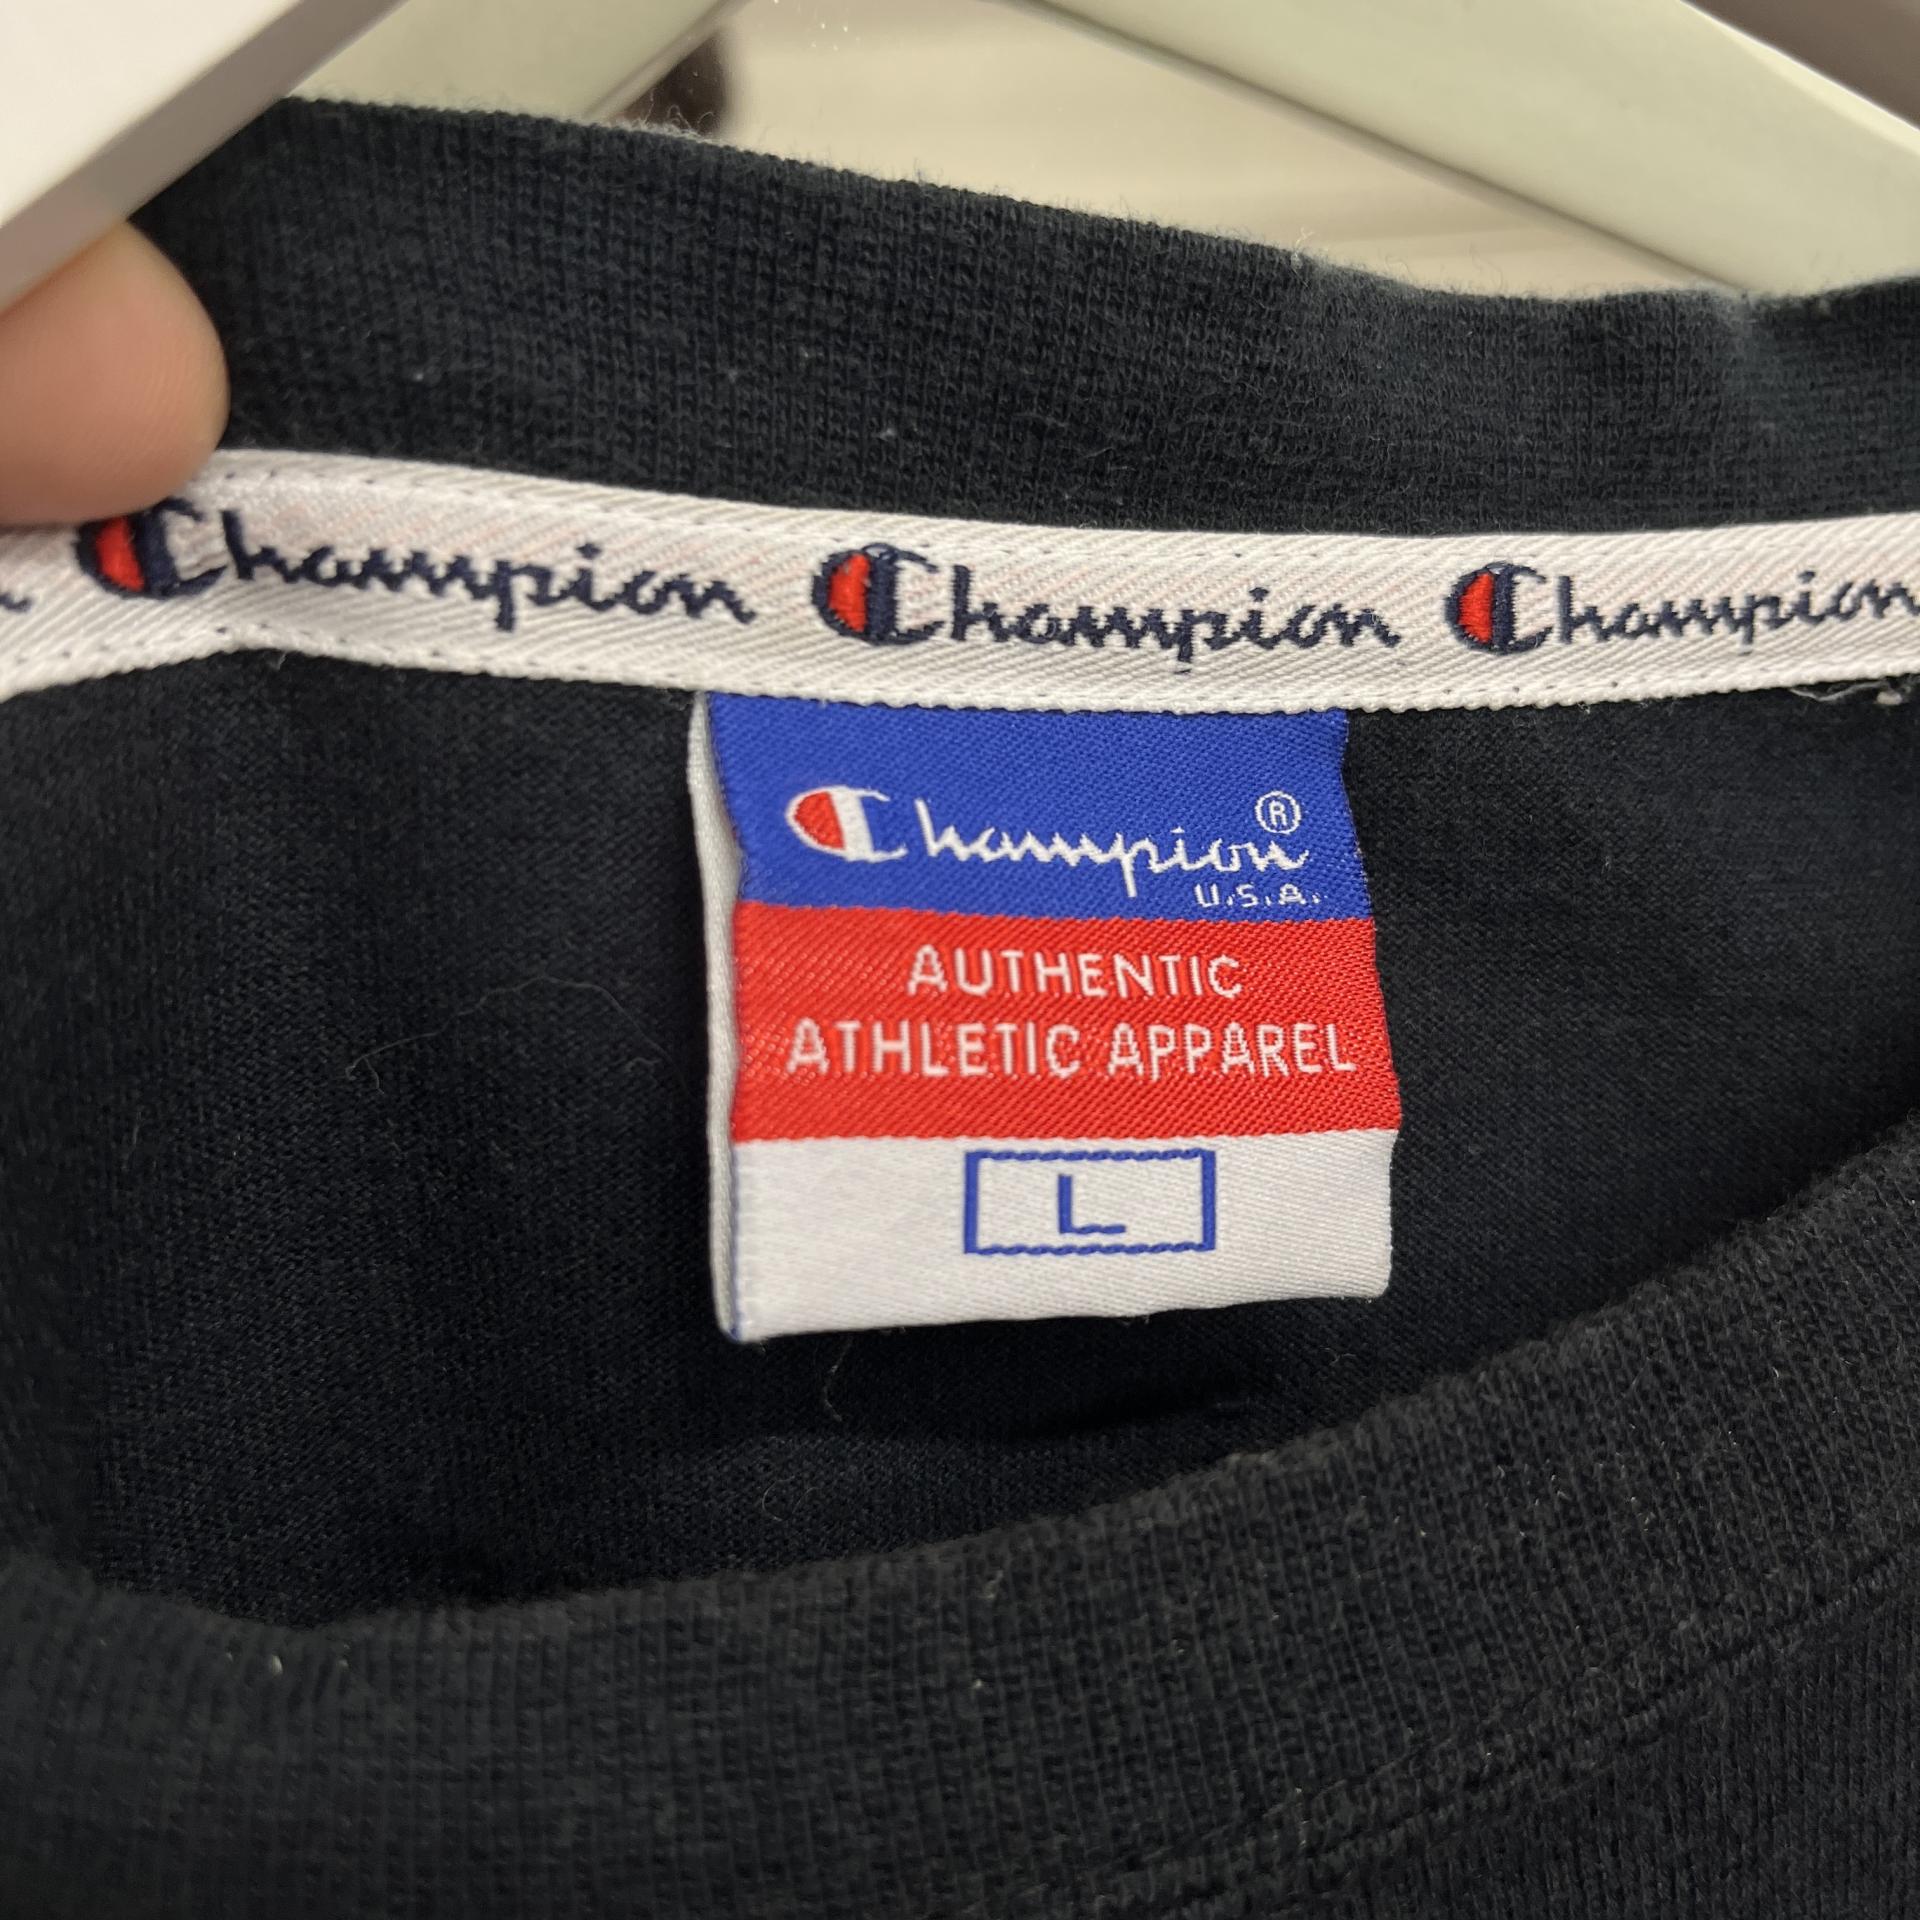 Champion Champion Champion
Champion®
U.S.A.
AUTHENTIC
ATHLETIC APPAREL
L